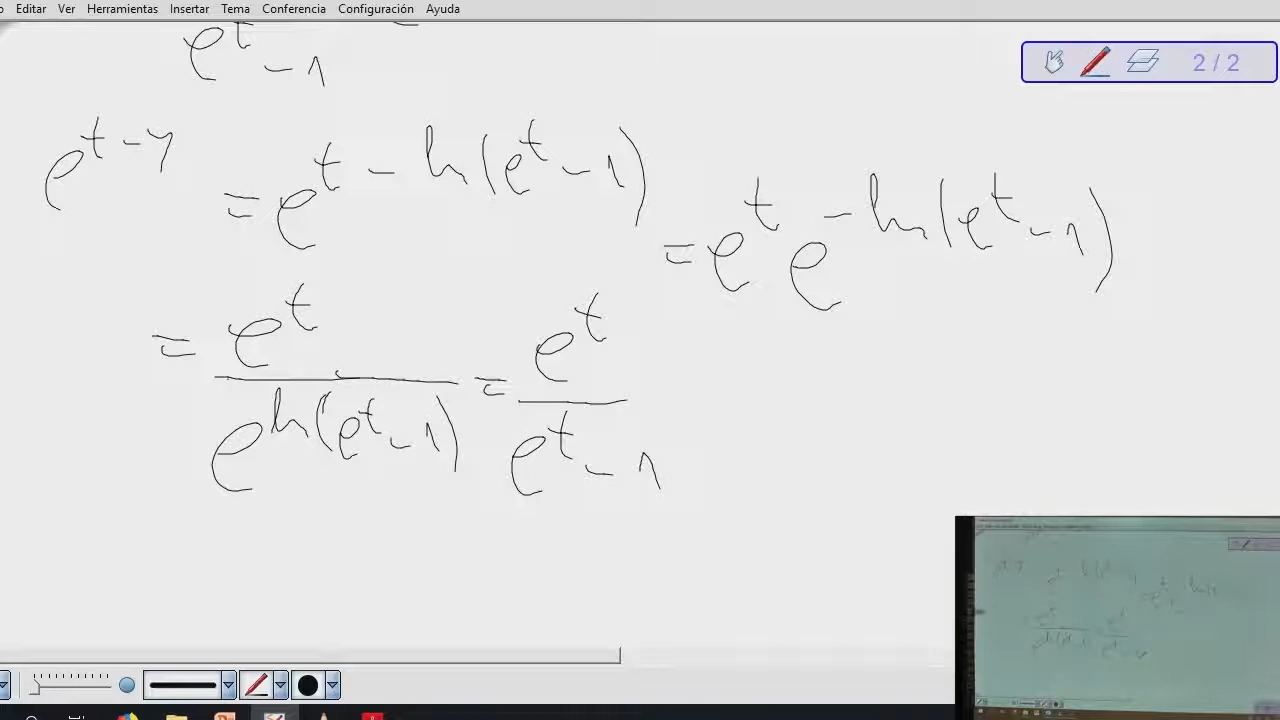 Editar Ver Herramientas Insertar Tema Conferencia Configuración Ayuda
2 / 2
e^t - 1
e^{t-y} = e^{t - ln(e^t - 1)} = e^t e^{-ln(e^t - 1)}
= e^t / e^{ln(e^t - 1)} = e^t / (e^t - 1)